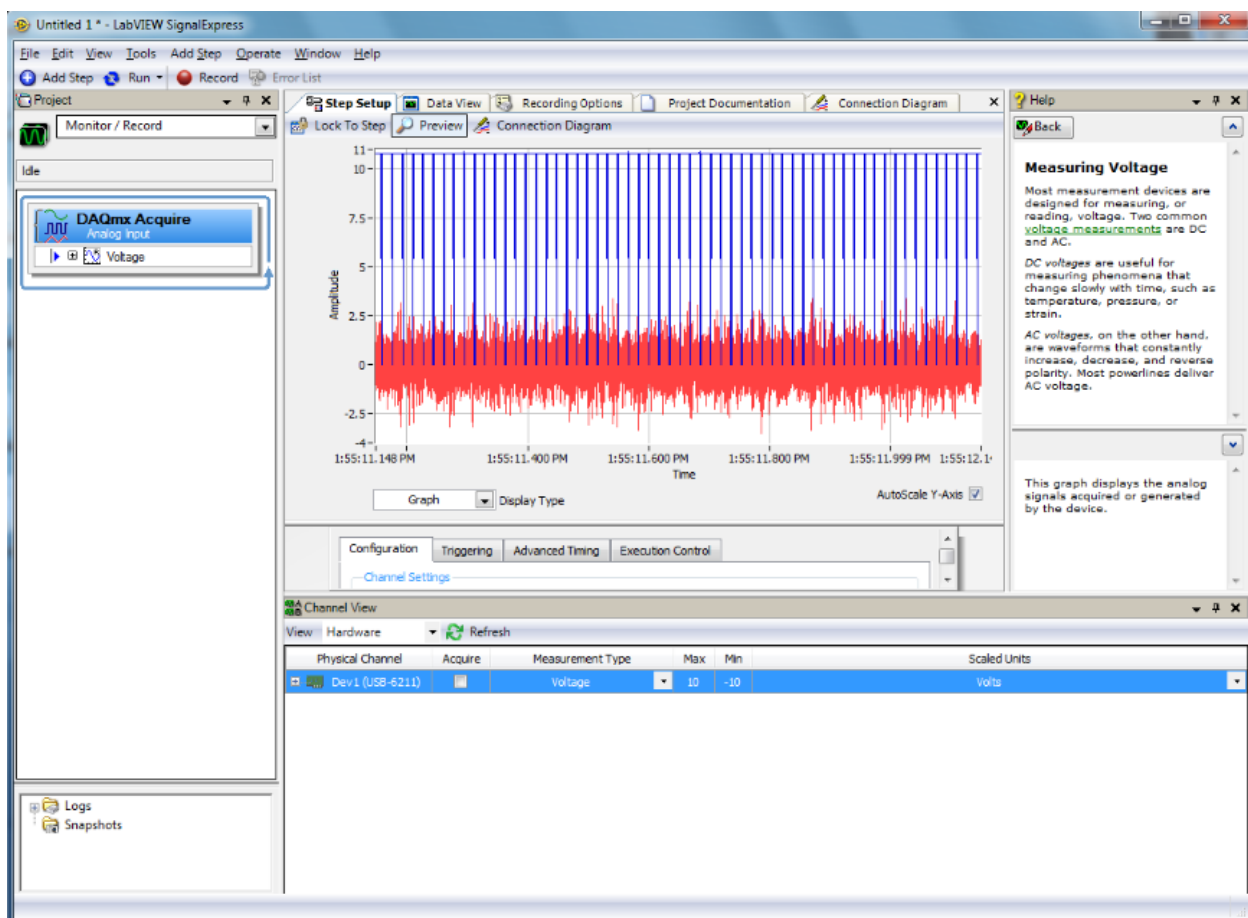 Untitled 1 * - LabVIEW SignalExpress
File Edit View Tools Add Step Operate Window Help
Add Step Run Record Error List
Project
Monitor / Record
Idle
DAQmx Acquire
Analog Input
Voltage
Logs
Snapshots
Step Setup Data View Recording Options Project Documentation Connection Diagram
Lock To Step Preview Connection Diagram
11
10
7.5
5
2.5
0
-2.5
-4
Amplitude
1:55:11.148 PM 1:55:11.400 PM 1:55:11.600 PM 1:55:11.800 PM 1:55:11.999 PM 1:55:12.1
Time
Graph Display Type AutoScale Y-Axis
Configuration Triggering Advanced Timing Execution Control
Channel Settings
Help
Back
Measuring Voltage
Most measurement devices are
designed for measuring, or
reading, voltage. Two common
voltage measurements are DC
and AC.
DC voltages are useful for
measuring phenomena that
change slowly with time, such as
temperature, pressure, or
strain.
AC voltages, on the other hand,
are waveforms that constantly
increase, decrease, and reverse
polarity. Most powerlines deliver
AC voltage.
This graph displays the analog
signals acquired or generated
by the device.
Channel View
View Hardware Refresh
Physical Channel Acquire Measurement Type Max Min Scaled Units
Dev1 (USB-6211) Voltage 10 -10 Volts